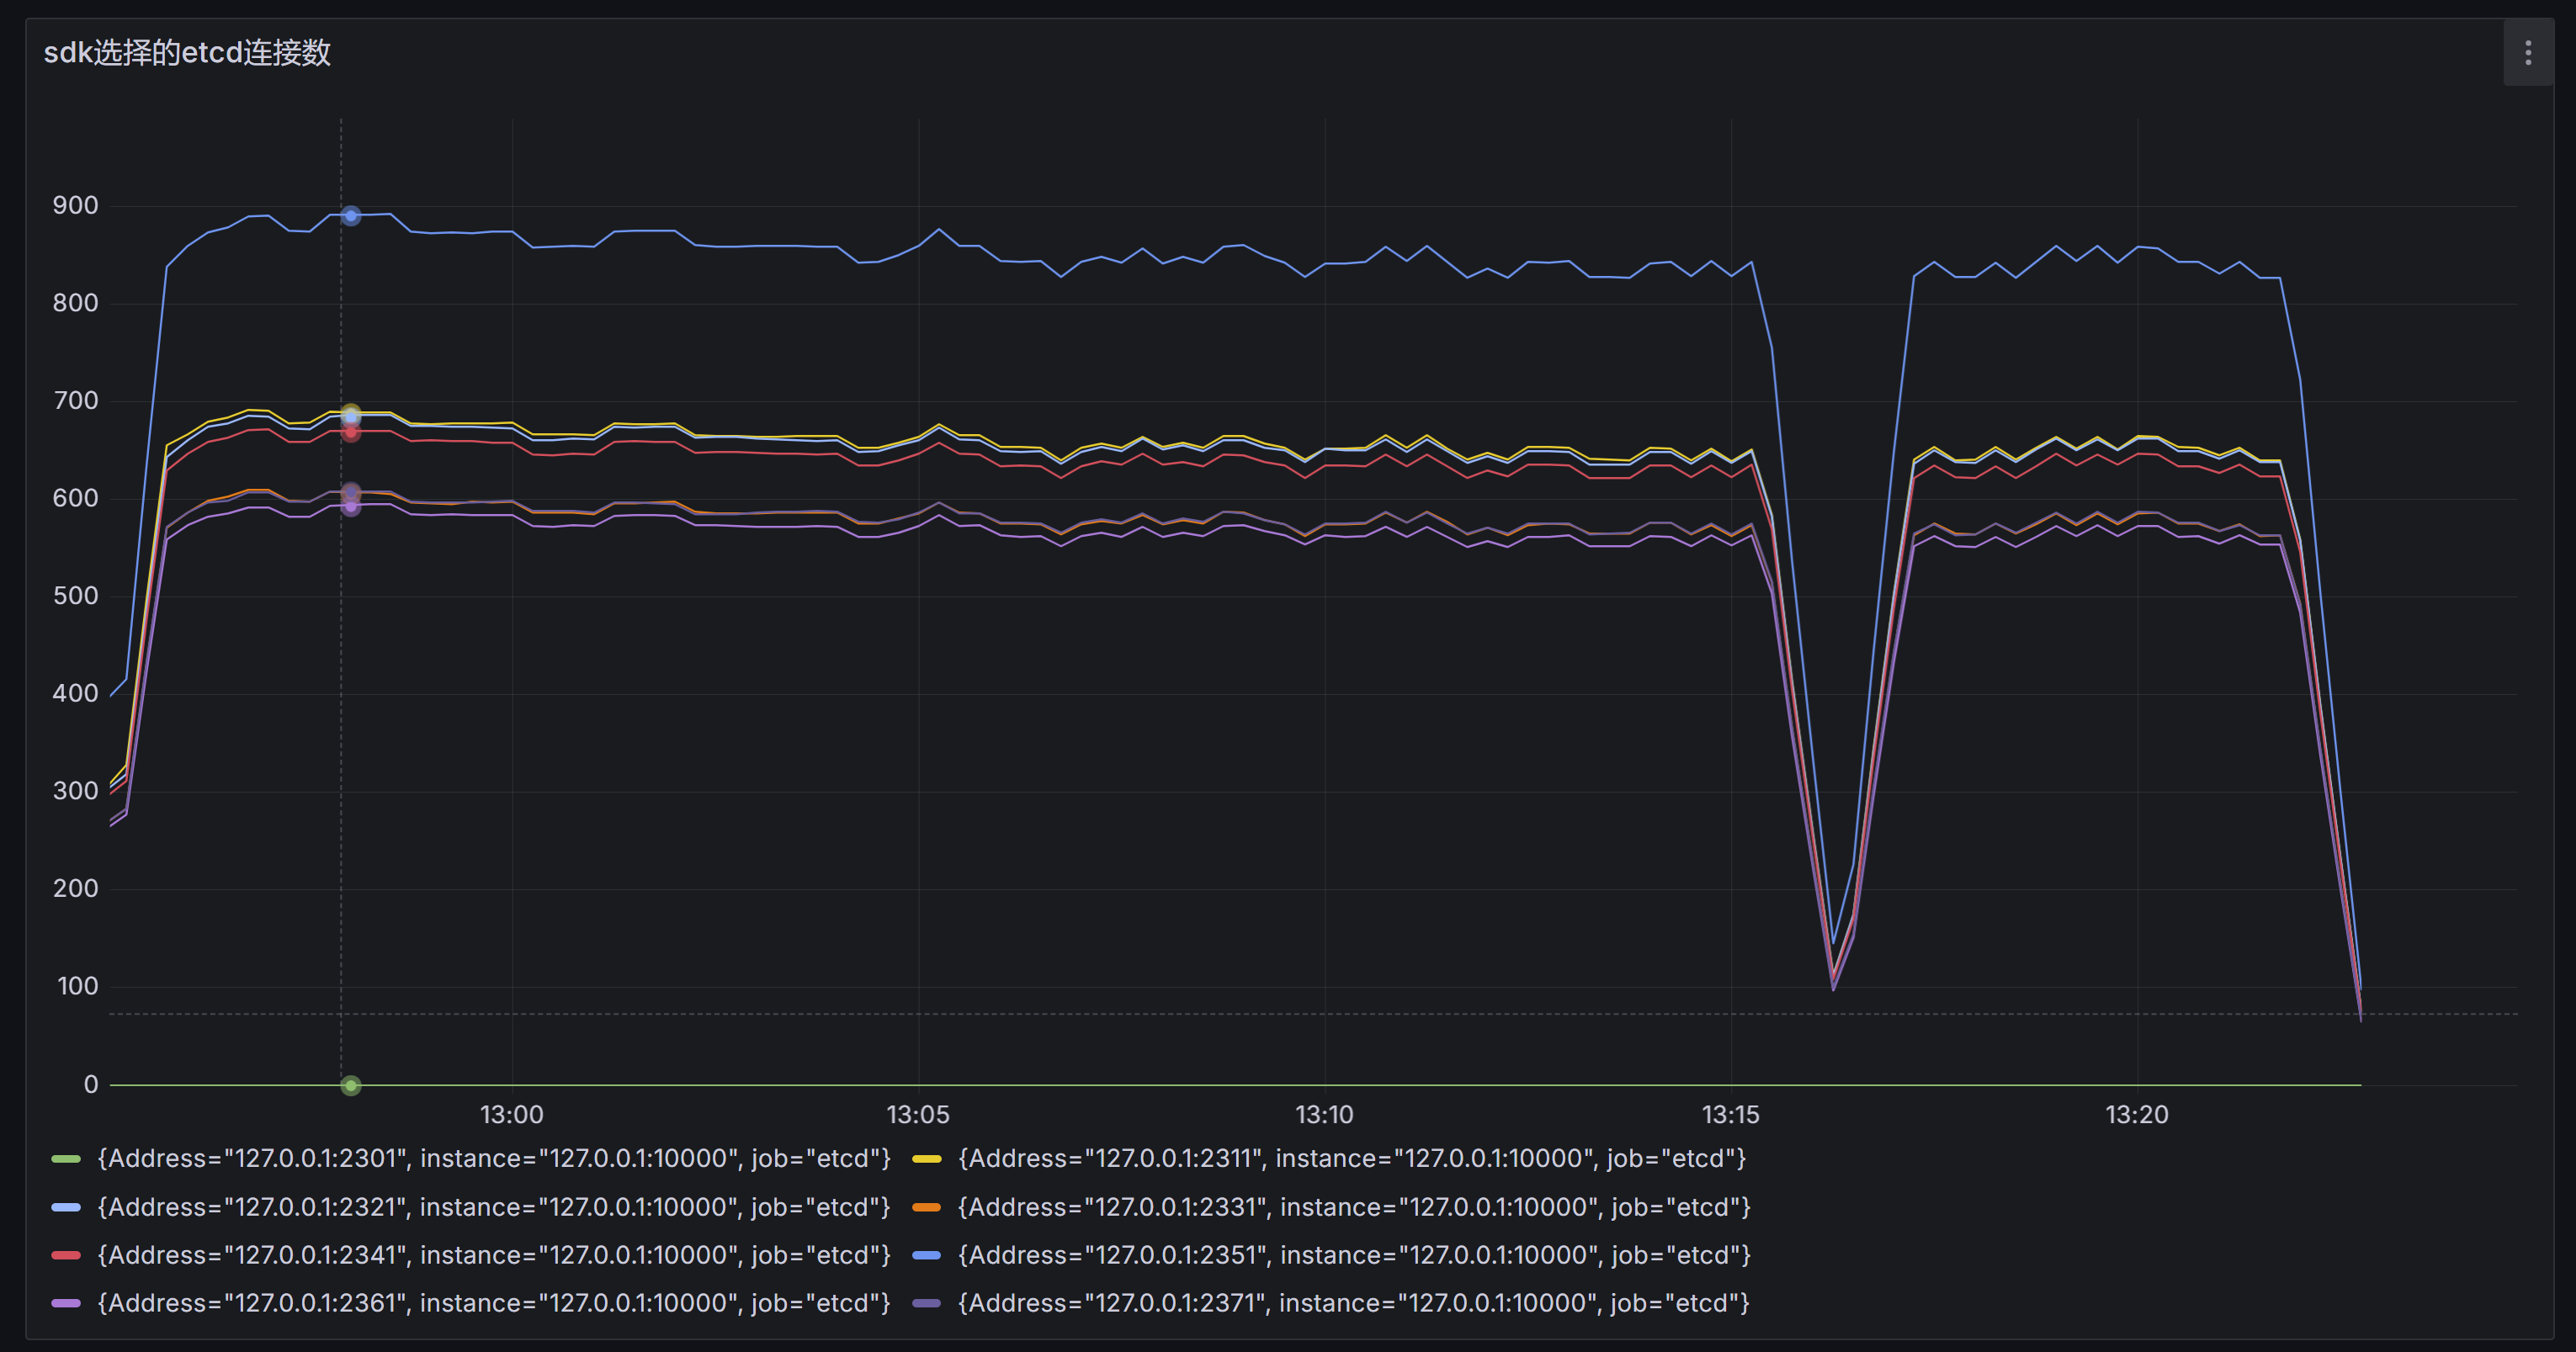 sdk选择的etcd连接数
900
800
700
600
500
400
300
200
100
0
13:00 13:05 13:10 13:15 13:20
{Address="127.0.0.1:2301", instance="127.0.0.1:10000", job="etcd"} {Address="127.0.0.1:2311", instance="127.0.0.1:10000", job="etcd"}
{Address="127.0.0.1:2321", instance="127.0.0.1:10000", job="etcd"} {Address="127.0.0.1:2331", instance="127.0.0.1:10000", job="etcd"}
{Address="127.0.0.1:2341", instance="127.0.0.1:10000", job="etcd"} {Address="127.0.0.1:2351", instance="127.0.0.1:10000", job="etcd"}
{Address="127.0.0.1:2361", instance="127.0.0.1:10000", job="etcd"} {Address="127.0.0.1:2371", instance="127.0.0.1:10000", job="etcd"}